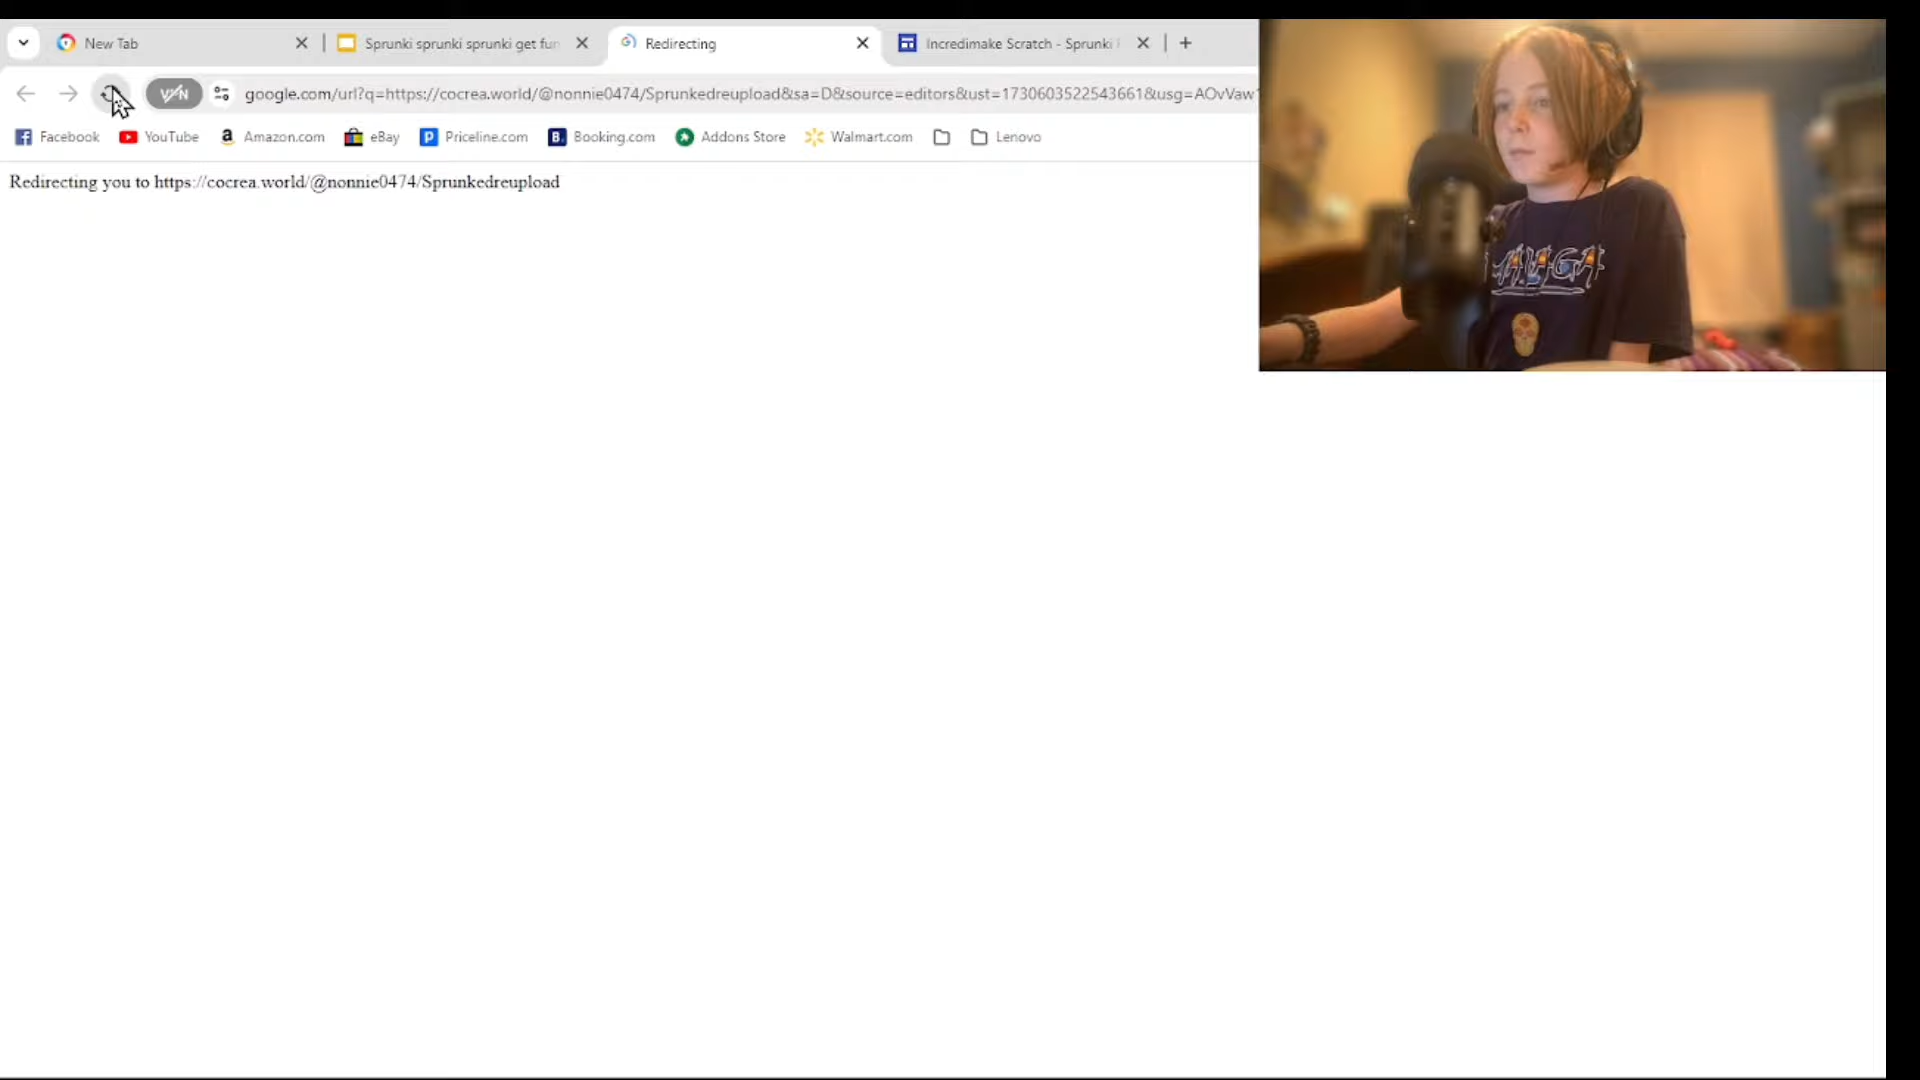 New Tab
Sprunki sprunki sprunki get fun
Redirecting
Incredimake Scratch - Sprunki
VPN
google.com/url?q=https://cocrea.world/@nonnie0474/Sprunkedreupload&sa=D&source=editors&ust=1730603522543661&usg=AOvVaw
Facebook
YouTube
Amazon.com
eBay
Priceline.com
Booking.com
Addons Store
Walmart.com
Lenovo
Redirecting you to https://cocrea.world/@nonnie0474/Sprunkedreupload